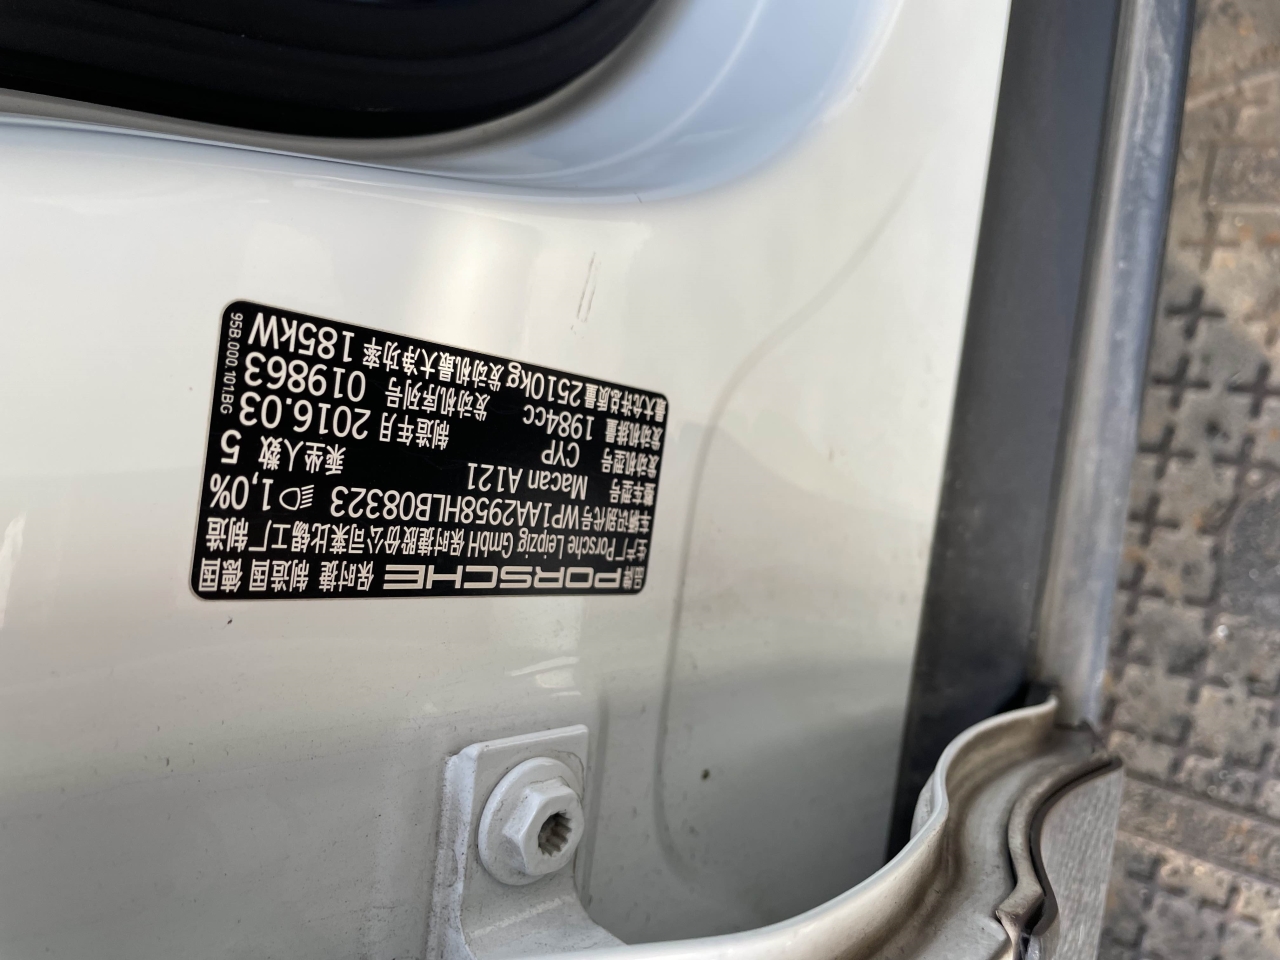 品牌 PORSCHE 保时捷 制造国 德国
生产厂 Porsche Leipzig GmbH 保时捷股份公司莱比锡工厂 制造
车辆识别代号 WP1AA2958HLB08323 1,0%
整车型号 Macan A121 乘坐人数 5
发动机型号 CYP 制造年月 2016.03
发动机排量 1984cc 发动机序列号 019863
最大允许总质量 2510kg 发动机最大净功率 185kW
95B.000.101.BG